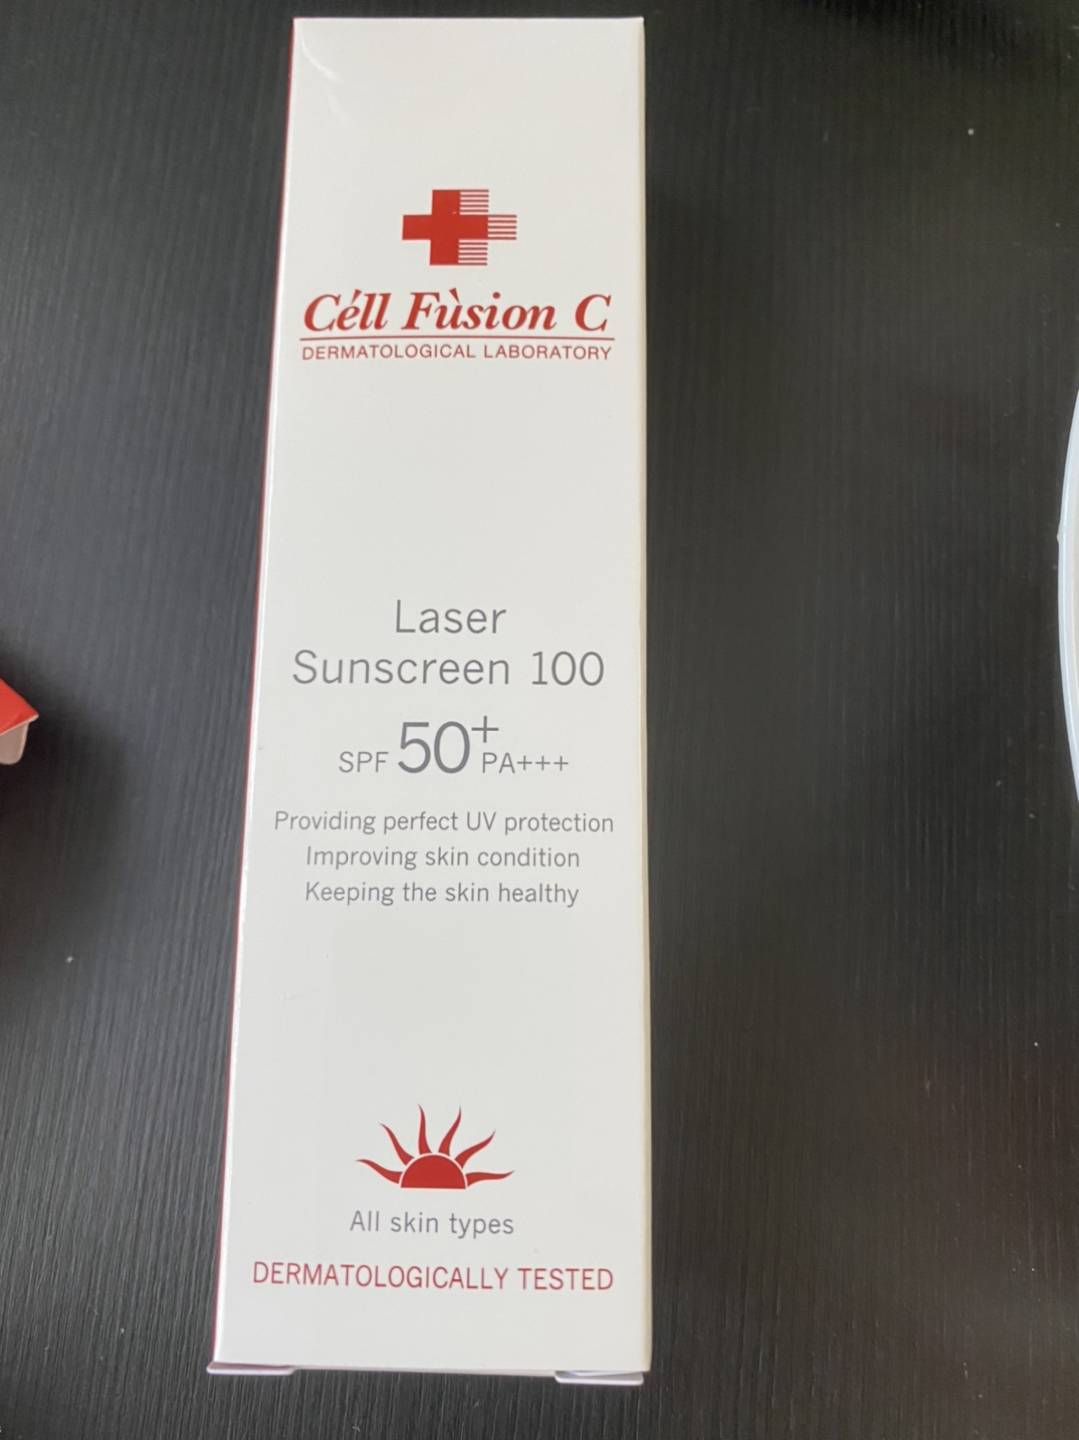 Céll Fùsion C
DERMATOLOGICAL LABORATORY
Laser
Sunscreen 100
SPF 50+ PA+++
Providing perfect UV protection
Improving skin condition
Keeping the skin healthy
All skin types
DERMATOLOGICALLY TESTED